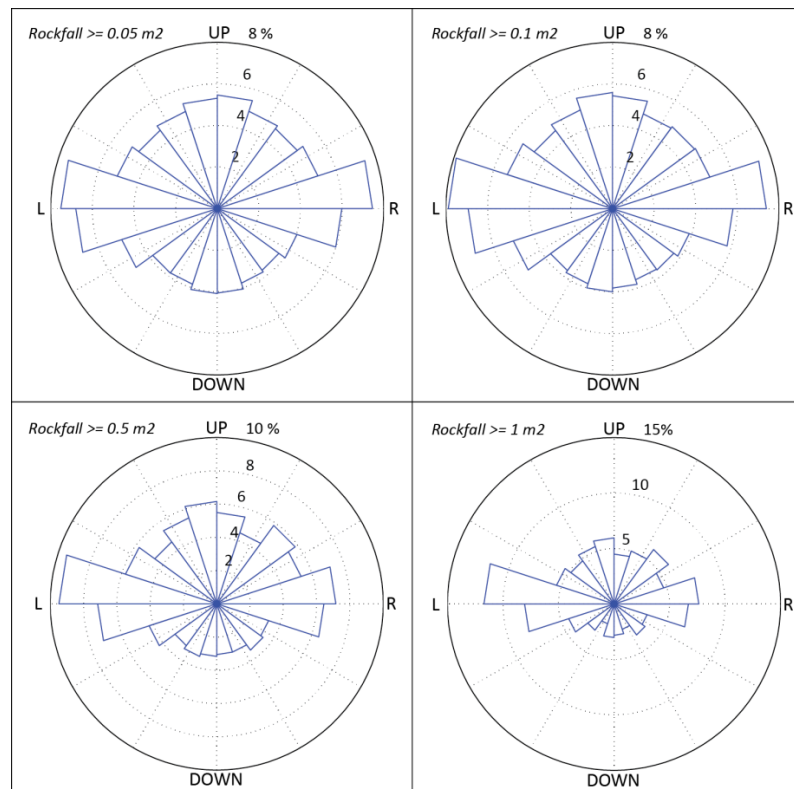 Rockfall >= 0.05 m2 UP 8 %
6
4
2
L R
DOWN
Rockfall >= 0.1 m2 UP 8 %
6
4
2
L R
DOWN
Rockfall >= 0.5 m2 UP 10 %
8
6
4
2
L R
DOWN
Rockfall >= 1 m2 UP 15%
10
5
L R
DOWN